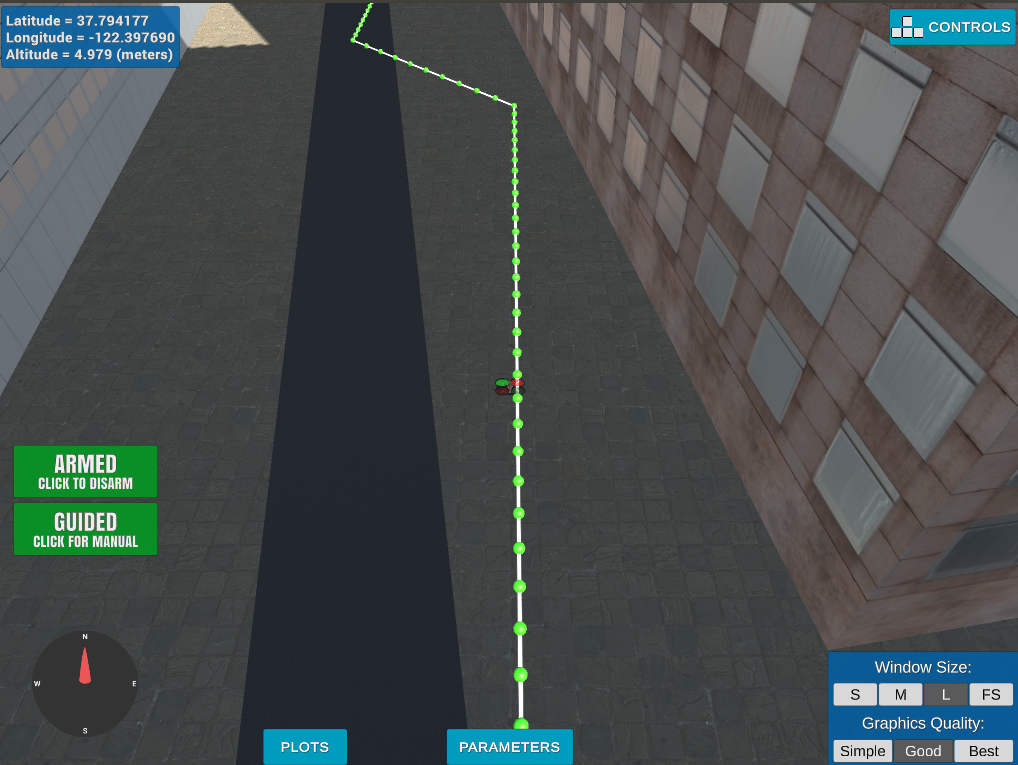 Latitude = 37.794177
Longitude = -122.397690
Altitude = 4.979 (meters)
CONTROLS
ARMED
CLICK TO DISARM
GUIDED
CLICK FOR MANUAL
N
W E
S
PLOTS
PARAMETERS
Window Size:
S M L FS
Graphics Quality:
Simple Good Best